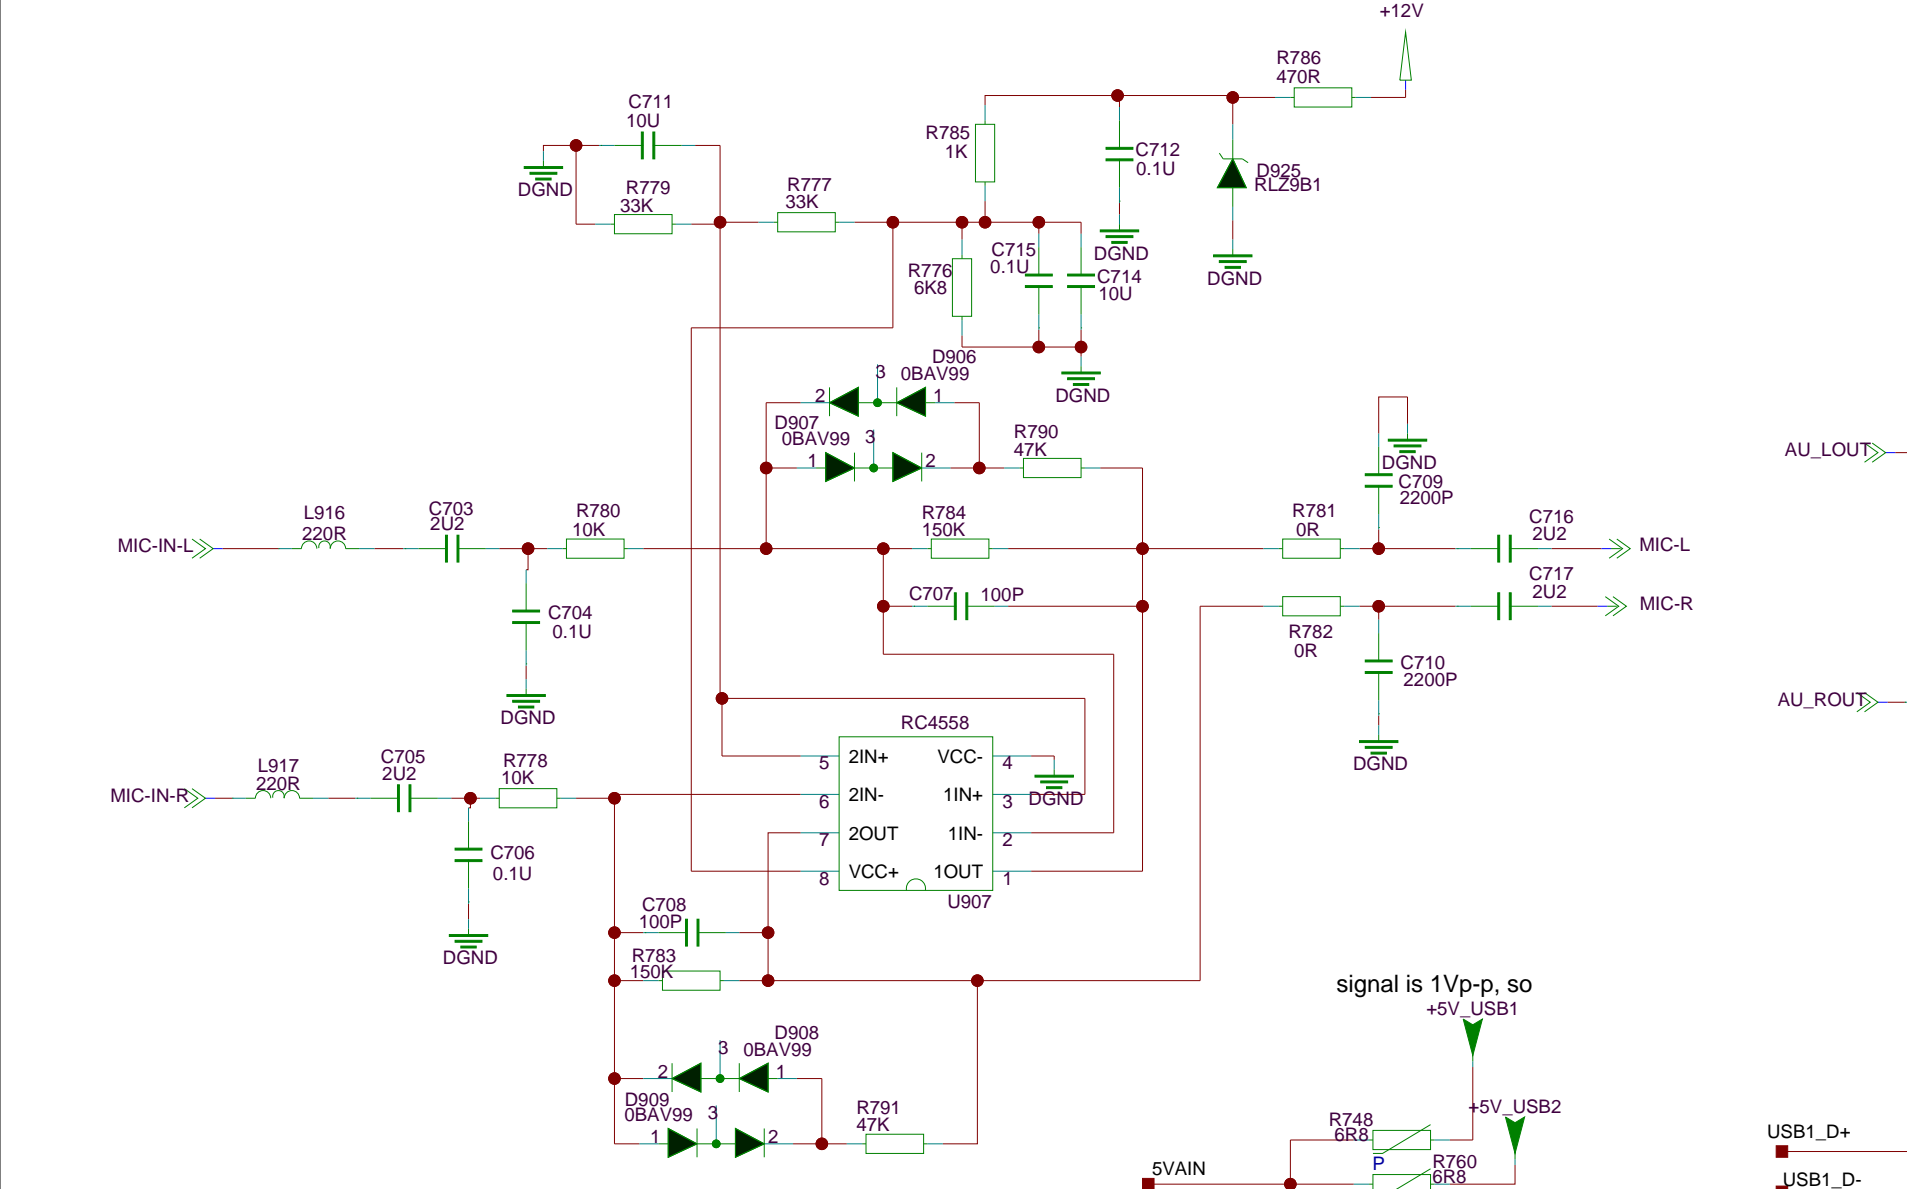 +12V
R786
470R
C711
10U
R785
1K
C712
0.1U
D925
RLZ9B1
DGND
R779
33K
R777
33K
DGND
DGND
C715
0.1U
R776
6K8
C714
10U
D906
0BAV99
DGND
3
2
1
D907
0BAV99
3
1
2
R790
47K
DGND
C709
2200P
AU_LOUT
MIC-IN-L
L916
220R
C703
2U2
R780
10K
R784
150K
R781
0R
C716
2U2
MIC-L
C707
100P
C717
2U2
MIC-R
C704
0.1U
R782
0R
C710
2200P
DGND
AU_ROUT
RC4558
DGND
5
2IN+
VCC-
4
6
2IN-
1IN+
3
DGND
7
2OUT
1IN-
2
8
VCC+
1OUT
1
U907
MIC-IN-R
L917
220R
C705
2U2
R778
10K
C706
0.1U
DGND
C708
100P
R783
150K
signal is 1Vp-p, so
+5V_USB1
D908
0BAV99
3
2
1
D909
0BAV99
3
1
2
R791
47K
+5V_USB2
R748
6R8
P
R760
6R8
5VAIN
USB1_D+
USB1_D-